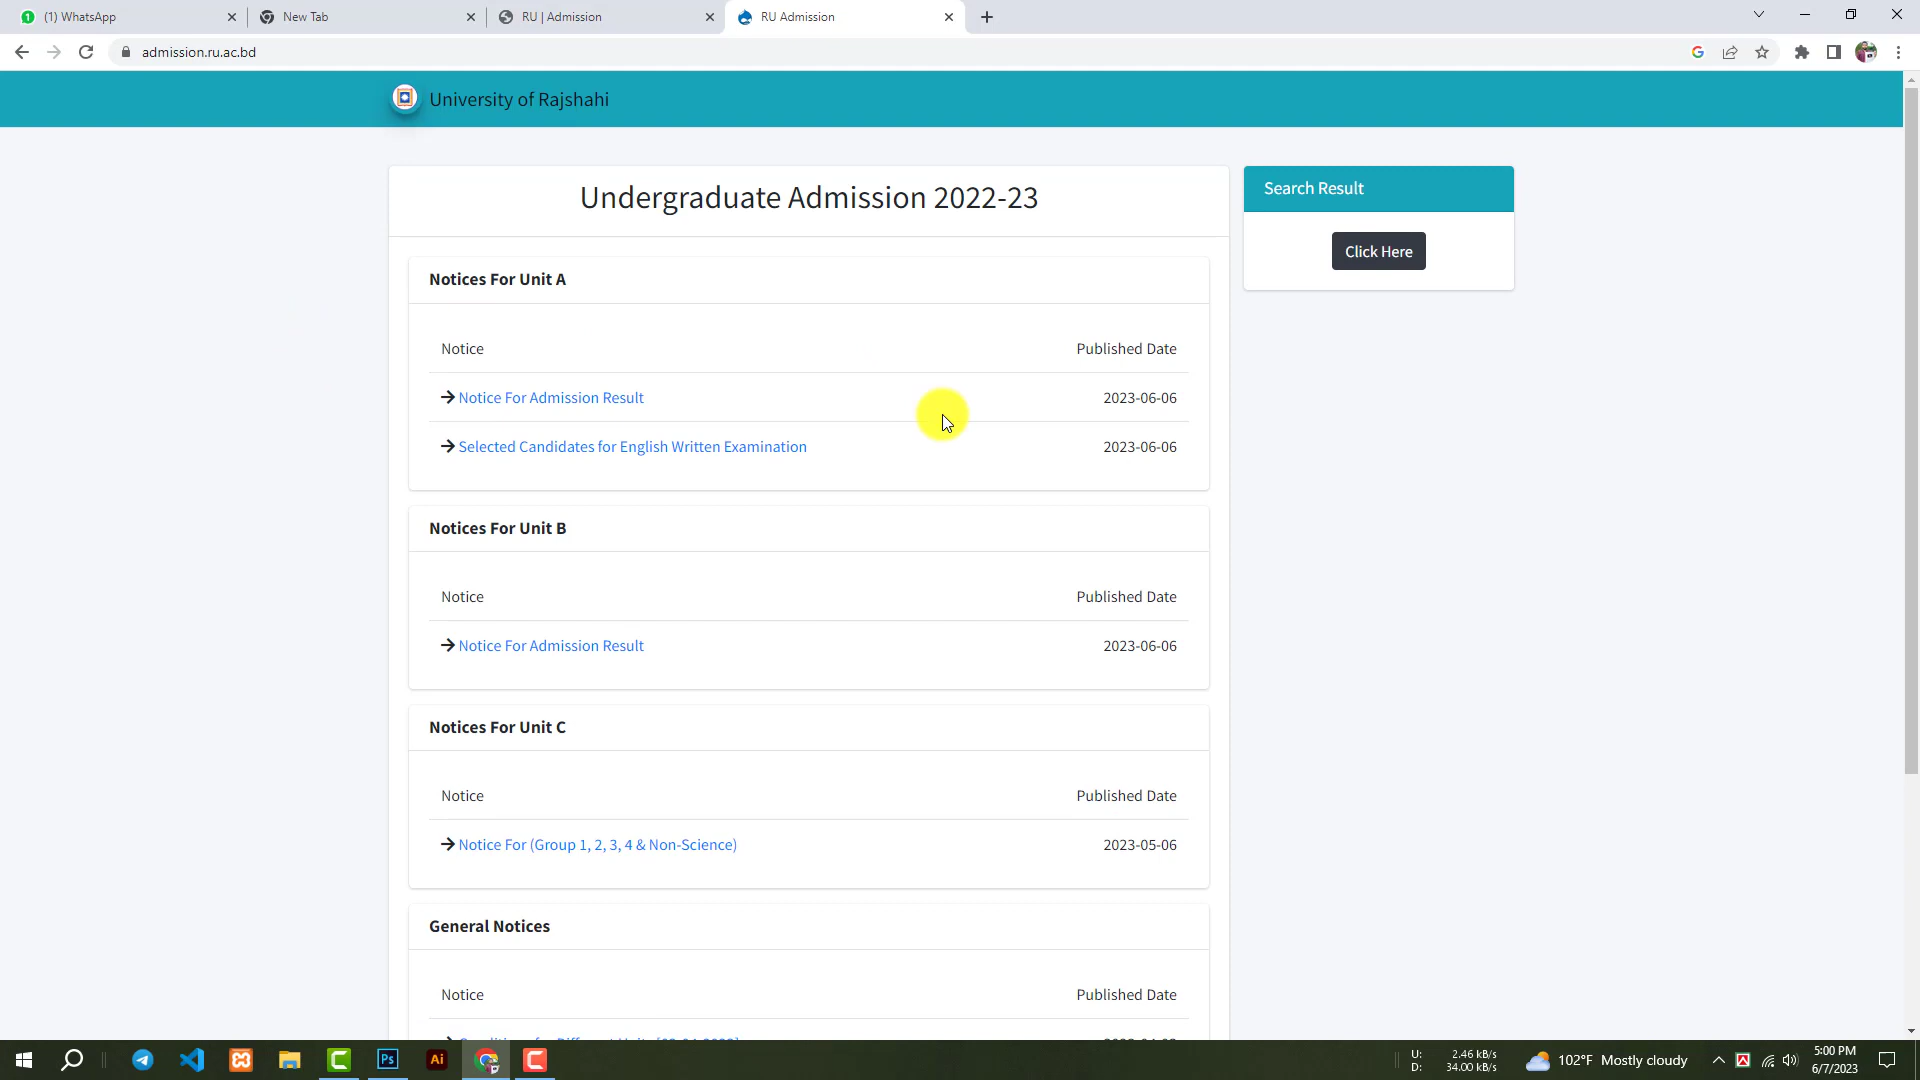 (1) WhatsApp
New Tab
RU | Admission
RU Admission
admission.ru.ac.bd
University of Rajshahi
Undergraduate Admission 2022-23
Search Result
Click Here
Notices For Unit A
Notice Published Date
Notice For Admission Result 2023-06-06
Selected Candidates for English Written Examination 2023-06-06
Notices For Unit B
Notice Published Date
Notice For Admission Result 2023-06-06
Notices For Unit C
Notice Published Date
Notice For (Group 1, 2, 3, 4 & Non-Science) 2023-05-06
General Notices
Notice Published Date
Ps
Ai
U: 2.46 kB/s
D: 34.00 kB/s
102°F Mostly cloudy
5:00 PM
6/7/2023